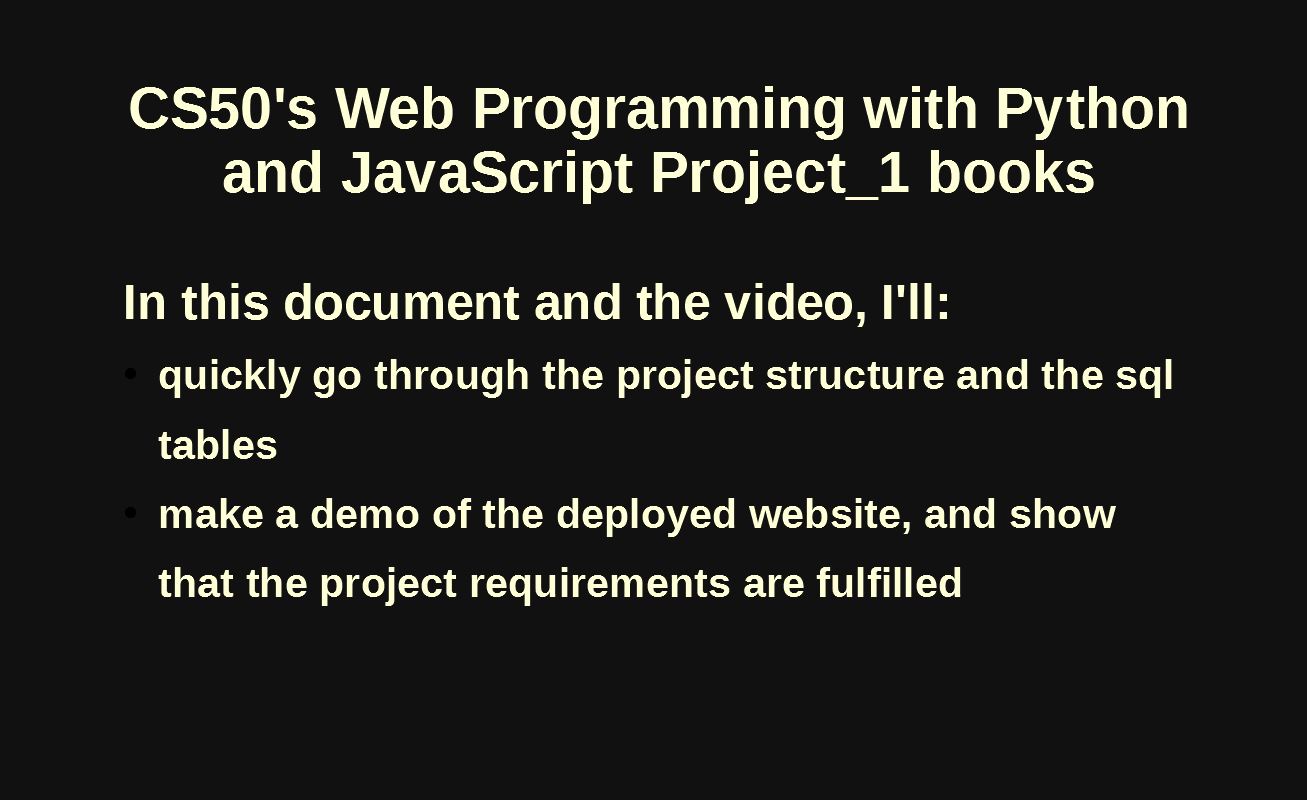 CS50's Web Programming with Python
and JavaScript Project_1 books
In this document and the video, I'll:
• quickly go through the project structure and the sql
tables
• make a demo of the deployed website, and show
that the project requirements are fulfilled